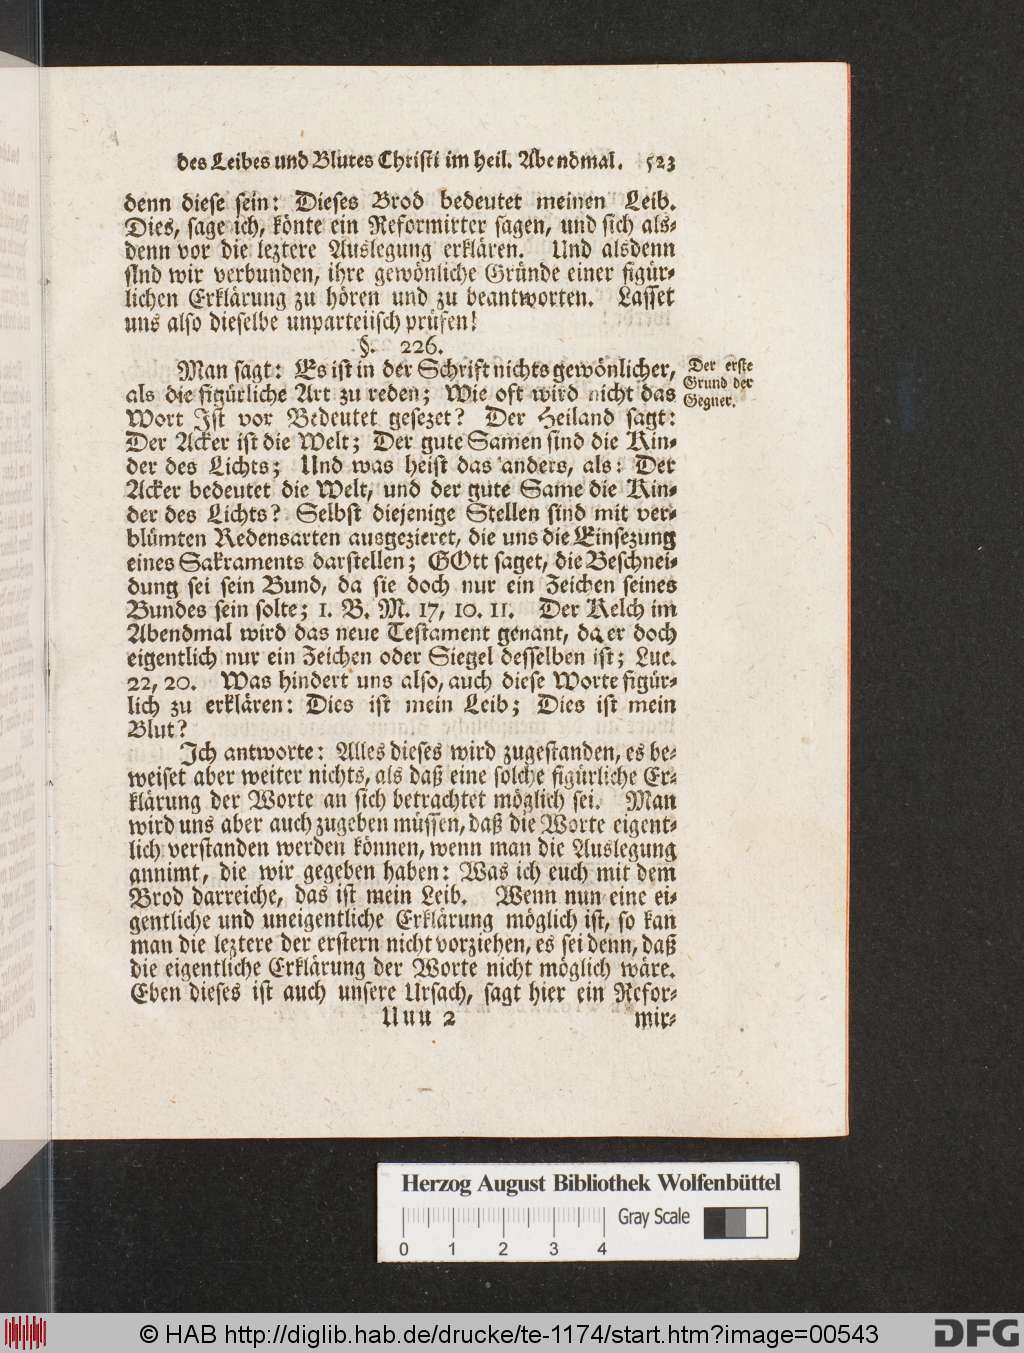 des Leibes und Blutes Christi im heil. Abendmal. 523
denn diese sein: Dieses Brod bedeutet meinen Leib.
Dies, sage ich, könte ein Reformirter sagen, und sich als-
denn vor die leztere Auslegung erklären. Und alsdenn
sind wir verbunden, ihre gewönliche Gründe einer figür-
lichen Erklärung zu hören und zu beantworten. Lasset
uns also dieselbe unparteiisch prüfen!
§. 226.
Man sagt: Es ist in der Schrift nichts gewönlicher,
als die figürliche Art zu reden; Wie oft wird nicht das
Wort Ist vor Bedeutet gesezet? Der Heiland sagt:
Der Acker ist die Welt; Der gute Samen sind die Kin-
der des Lichts; Und was heist das anders, als: Der
Acker bedeutet die Welt, und der gute Same die Kin-
der des Lichts? Selbst diejenige Stellen sind mit ver-
blümten Redensarten ausgezieret, die uns die Einsezung
eines Sakraments darstellen; GOtt saget, die Beschnei-
dung sei sein Bund, da sie doch nur ein Zeichen seines
Bundes sein solte; 1. B. M. 17, 10. 11. Der Kelch im
Abendmal wird das neue Testament genant, da er doch
eigentlich nur ein Zeichen oder Siegel desselben ist; Luc.
22, 20. Was hindert uns also, auch diese Worte figür-
lich zu erklären: Dies ist mein Leib; Dies ist mein
Blut?
Der erste
Grund der
Gegner.
Ich antworte: Alles dieses wird zugestanden, es be-
weiset aber weiter nichts, als daß eine solche figürliche Er-
klärung der Worte an sich betrachtet möglich sei. Man
wird uns aber auch zugeben müssen, daß die Worte eigent-
lich verstanden werden können, wenn man die Auslegung
annimt, die wir gegeben haben: Was ich euch mit dem
Brod darreiche, das ist mein Leib. Wenn nun eine ei-
gentliche und uneigentliche Erklärung möglich ist, so kan
man die leztere der erstern nicht vorziehen, es sei denn, daß
die eigentliche Erklärung der Worte nicht möglich wäre.
Eben dieses ist auch unsere Ursach, sagt hier ein Refor-
Uuu 2 mir-
Herzog August Bibliothek Wolfenbüttel
Gray Scale
0 1 2 3 4
© HAB http://diglib.hab.de/drucke/te-1174/start.htm?image=00543
DFG